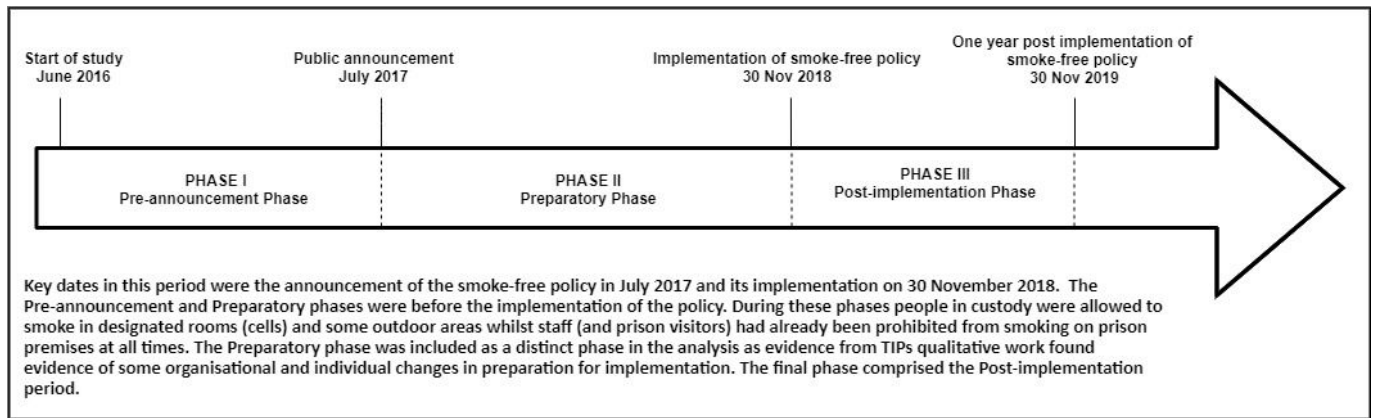 Start of study
June 2016
Public announcement
July 2017
Implementation of smoke-free policy
30 Nov 2018
One year post implementation of
smoke-free policy
30 Nov 2019
PHASE I
Pre-announcement Phase
PHASE II
Preparatory Phase
PHASE III
Post-implementation Phase
Key dates in this period were the announcement of the smoke-free policy in July 2017 and its implementation on 30 November 2018. The
Pre-announcement and Preparatory phases were before the implementation of the policy. During these phases people in custody were allowed to
smoke in designated rooms (cells) and some outdoor areas whilst staff (and prison visitors) had already been prohibited from smoking on prison
premises at all times. The Preparatory phase was included as a distinct phase in the analysis as evidence from TIPs qualitative work found
evidence of some organisational and individual changes in preparation for implementation. The final phase comprised the Post-implementation
period.